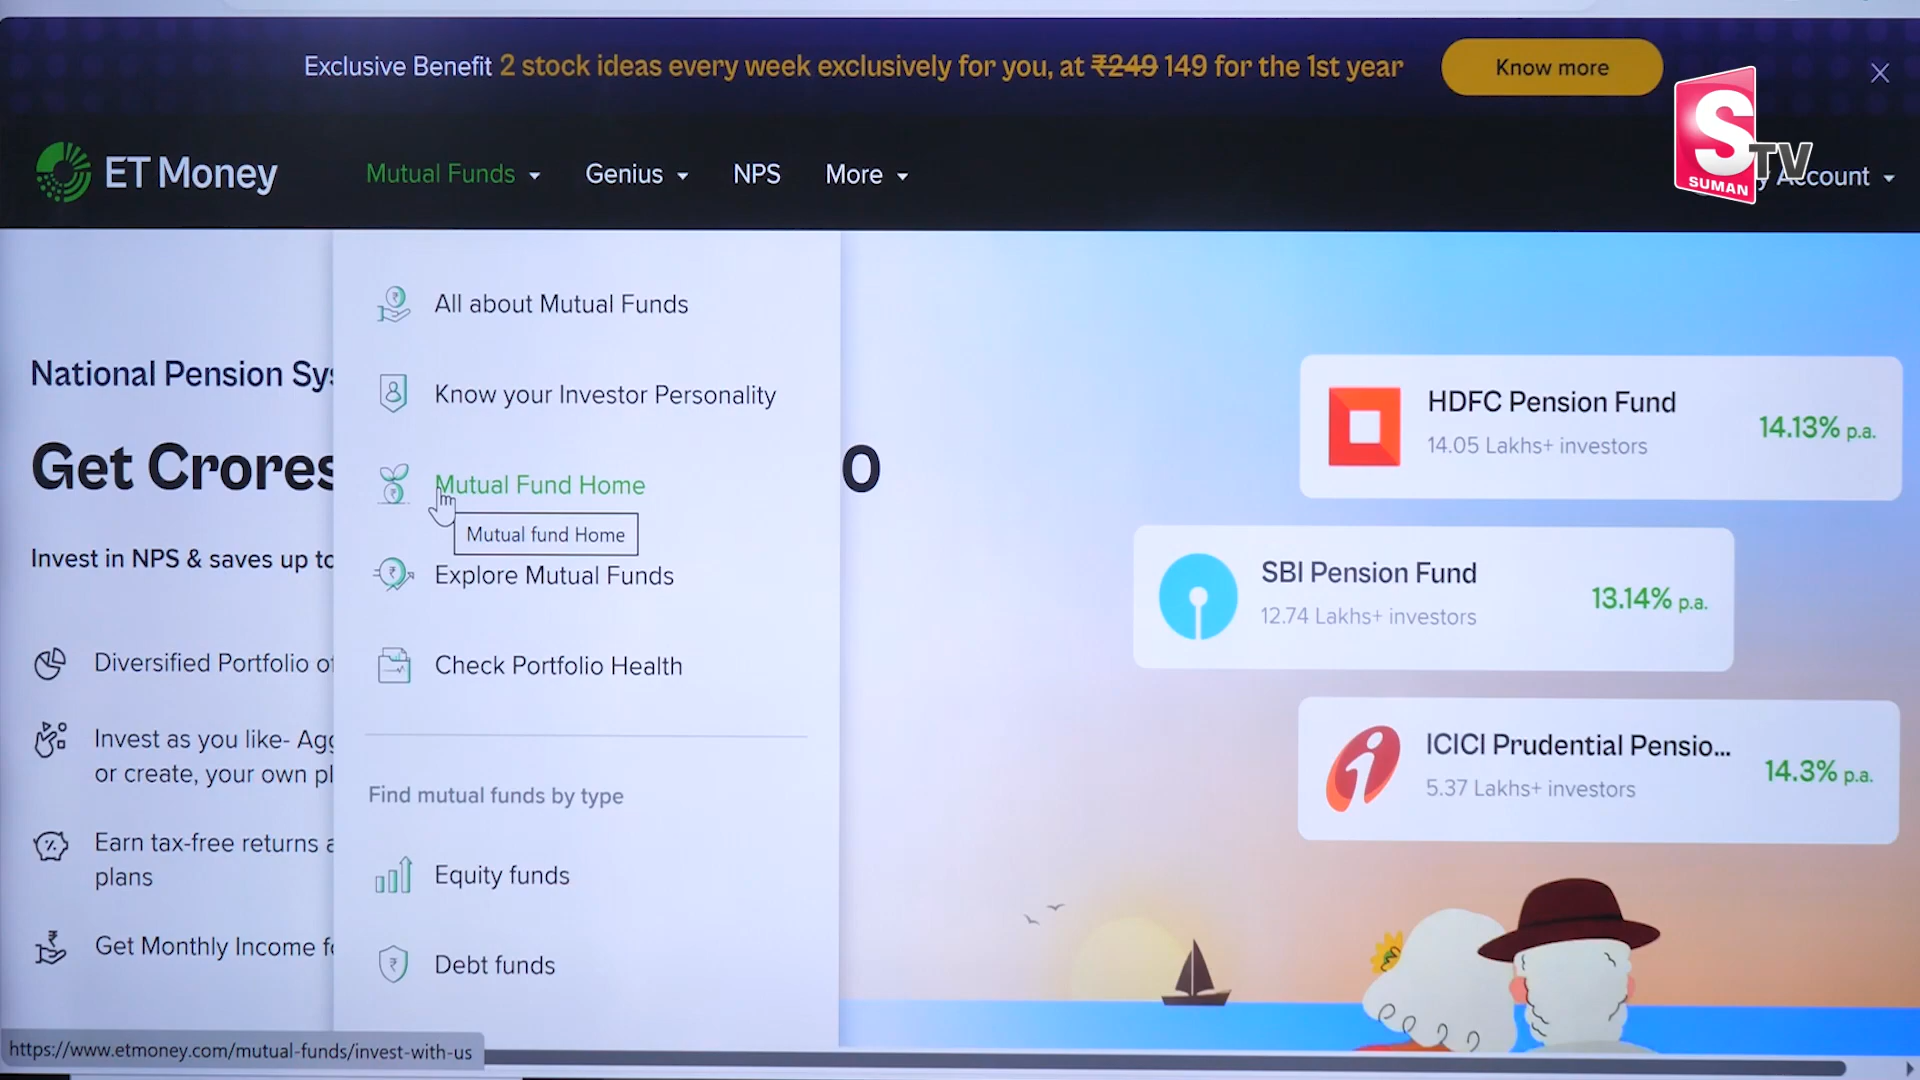 Exclusive Benefit 2 stock ideas every week exclusively for you, at ₹249 149 for the 1st year
Know more
S
TV
SUMAN
ET Money
Mutual Funds
Genius
NPS
More
Account
All about Mutual Funds
Know your Investor Personality
Mutual Fund Home
Mutual fund Home
Explore Mutual Funds
Check Portfolio Health
Find mutual funds by type
Equity funds
Debt funds
National Pension Sys
Get Crores
0
Invest in NPS & saves up to
Diversified Portfolio of
Invest as you like- Agg
or create, your own pl
Earn tax-free returns a
plans
Get Monthly Income fo
HDFC Pension Fund
14.05 Lakhs+ investors
14.13% p.a.
SBI Pension Fund
12.74 Lakhs+ investors
13.14% p.a.
ICICI Prudential Pensio...
5.37 Lakhs+ investors
14.3% p.a.
https://www.etmoney.com/mutual-funds/invest-with-us